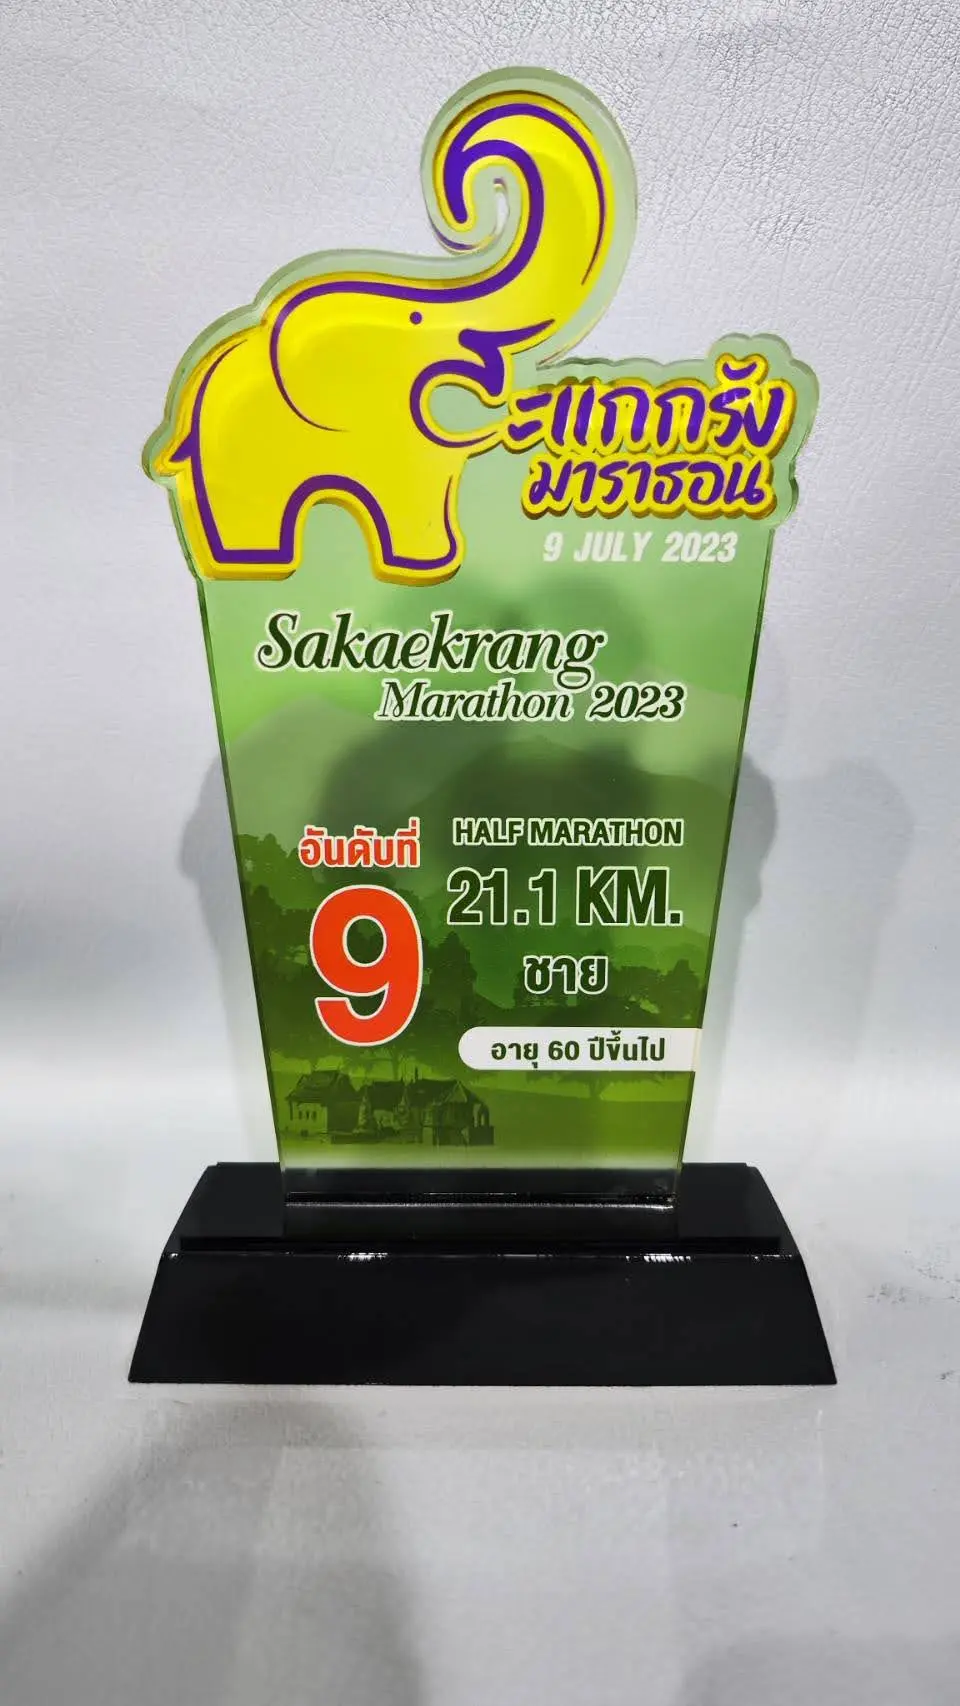 สะแกกรัง
มาราธอน
9 JULY 2023
Sakaekrang
Marathon 2023
อันดับที่
9
HALF MARATHON
21.1 KM.
ชาย
อายุ 60 ปีขึ้นไป